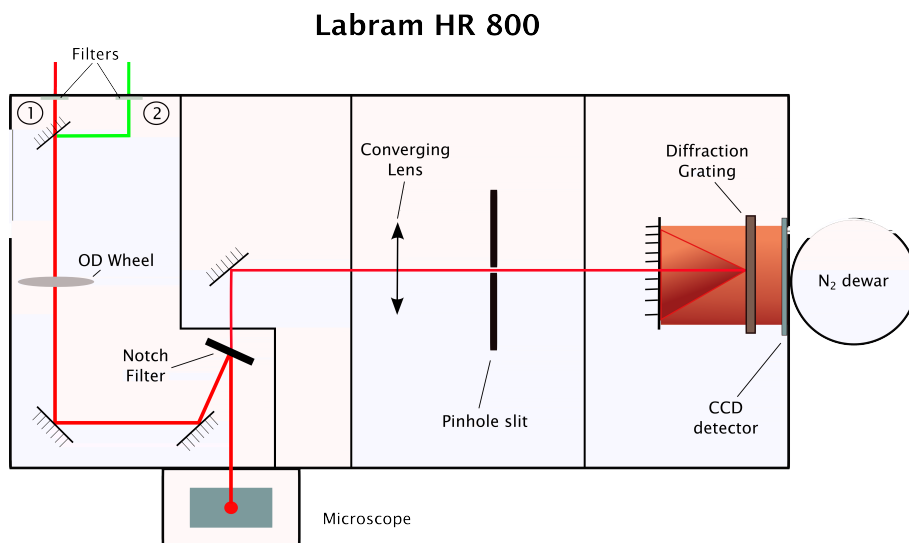 Labram HR 800
Filters
1
2
Converging
Lens
Diffraction
Grating
OD Wheel
N₂ dewar
Notch
Filter
Pinhole slit
CCD
detector
Microscope